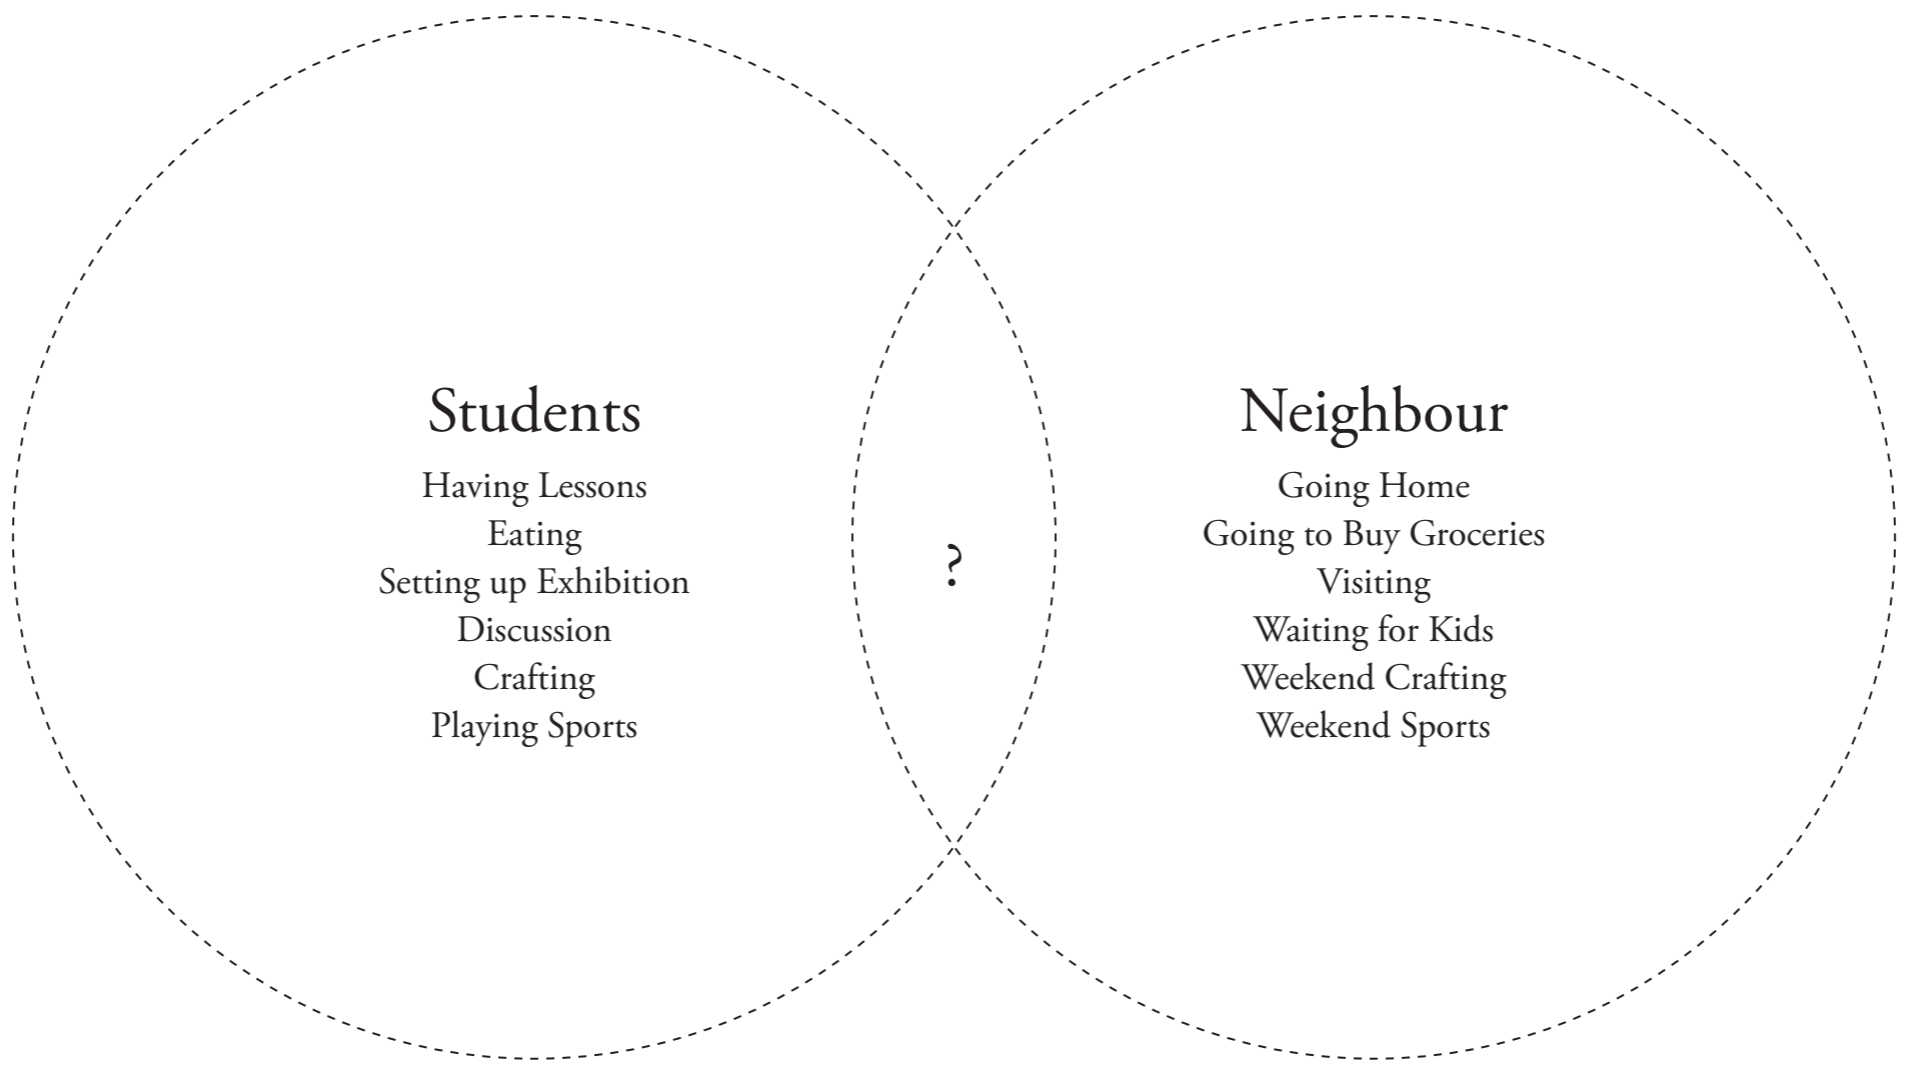 Students
Having Lessons
Eating
Setting up Exhibition
Discussion
Crafting
Playing Sports
?
Neighbour
Going Home
Going to Buy Groceries
Visiting
Waiting for Kids
Weekend Crafting
Weekend Sports